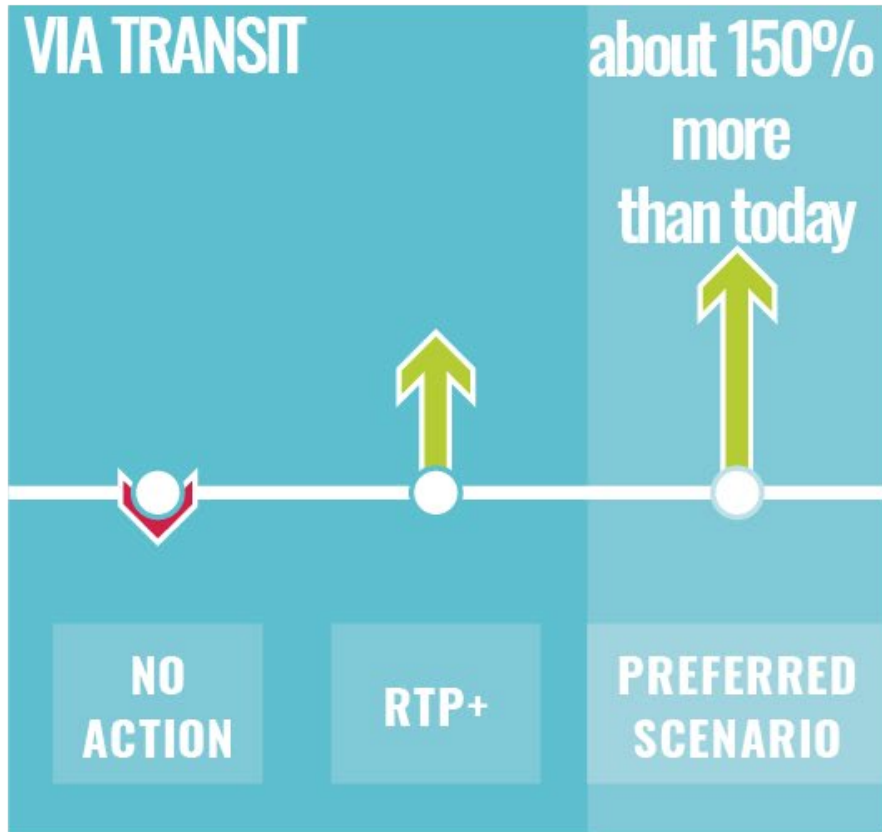 VIA TRANSIT
about 150%
more
than today
NO
ACTION
RTP+
PREFERRED
SCENARIO